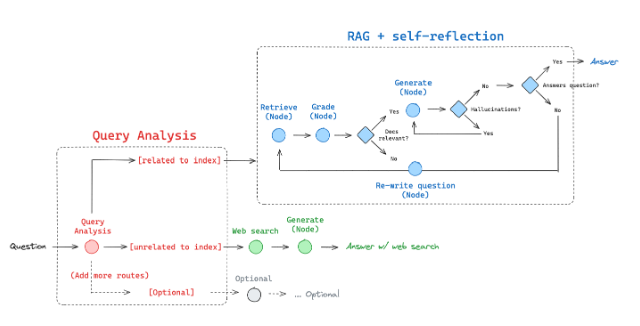 RAG + self-reflection
Yes
Answer
Generate
(Node)
No
Answers question?
Retrieve
(Node)
Grade
(Node)
Yes
Hallucinations?
No
Docs
relevant?
Yes
No
Query Analysis
[related to index]
Re-write question
(Node)
Query
Analysis
Web search
Generate
(Node)
Question
[unrelated to index]
Answer w/ web search
(Add more routes)
Optional
[Optional]
... Optional